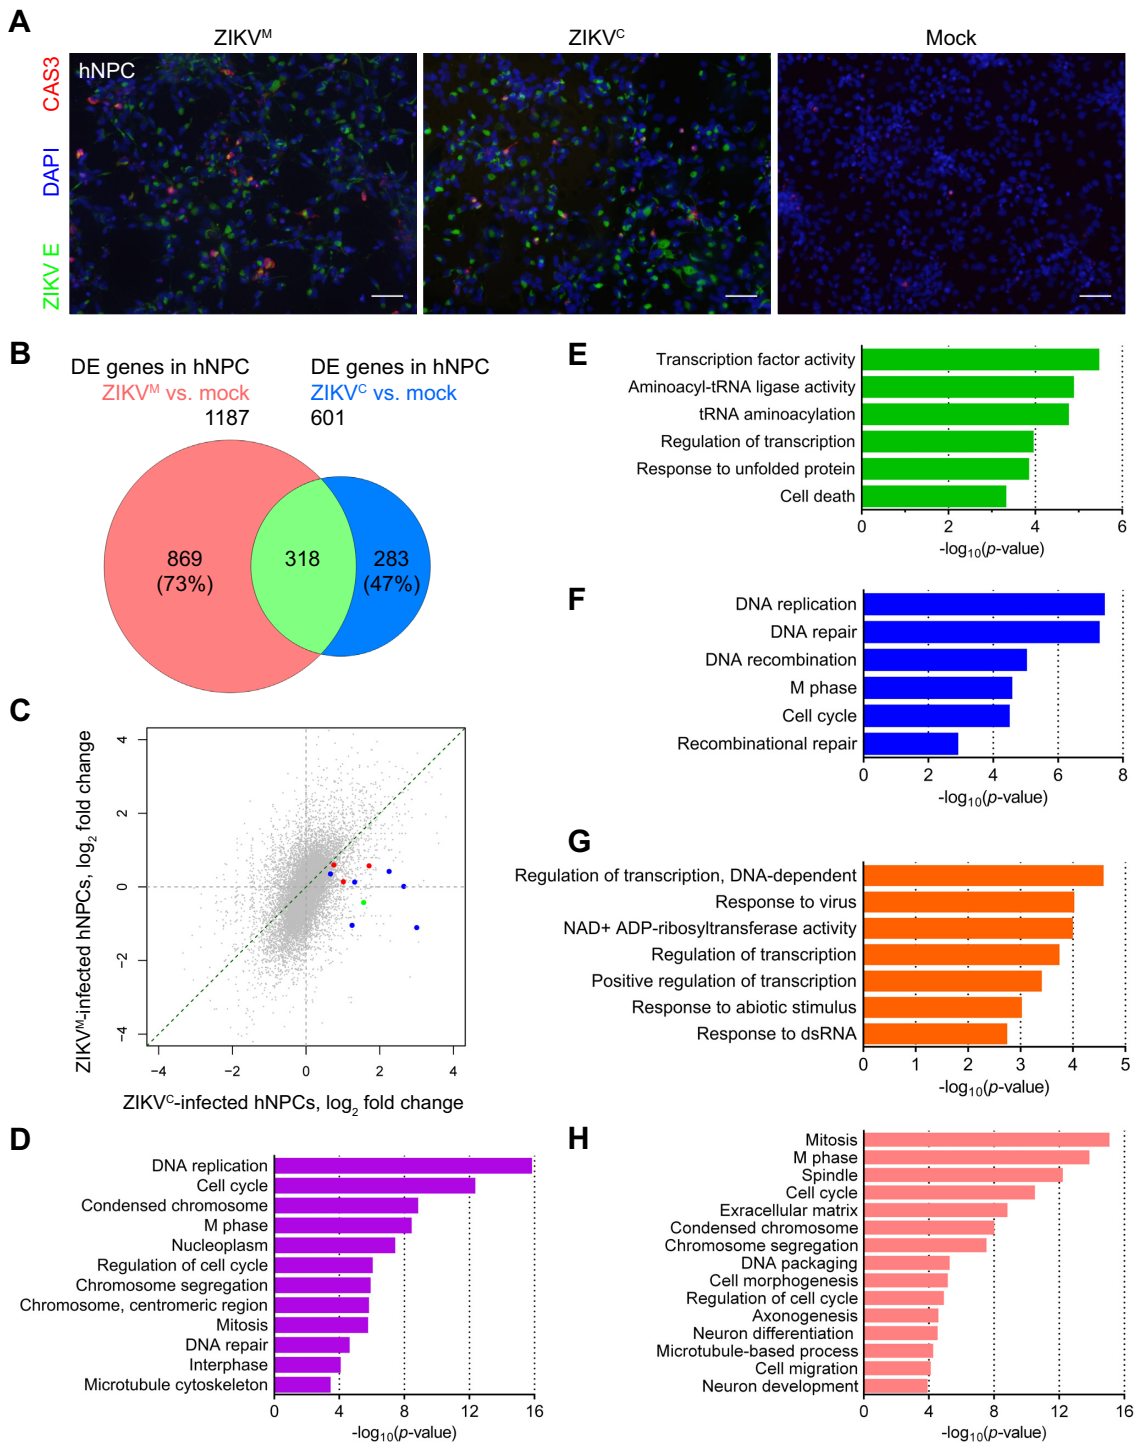 A
ZIKVᴹ
ZIKVᶜ
Mock
CAS3
DAPI
ZIKV E
hNPC
B
DE genes in hNPC
ZIKVᴹ vs. mock
1187
DE genes in hNPC
ZIKVᶜ vs. mock
601
869
(73%)
318
283
(47%)
C
ZIKVᴹ-infected hNPCs, log₂ fold change
4
2
0
−2
−4
−4
−2
0
2
4
ZIKVᶜ-infected hNPCs, log₂ fold change
D
DNA replication
Cell cycle
Condensed chromosome
M phase
Nucleoplasm
Regulation of cell cycle
Chromosome segregation
Chromosome, centromeric region
Mitosis
DNA repair
Interphase
Microtubule cytoskeleton
0
4
8
12
16
-log₁₀(p-value)
E
Transcription factor activity
Aminoacyl-tRNA ligase activity
tRNA aminoacylation
Regulation of transcription
Response to unfolded protein
Cell death
0
2
4
6
-log₁₀(p-value)
F
DNA replication
DNA repair
DNA recombination
M phase
Cell cycle
Recombinational repair
0
2
4
6
8
-log₁₀(p-value)
G
Regulation of transcription, DNA-dependent
Response to virus
NAD+ ADP-ribosyltransferase activity
Regulation of transcription
Positive regulation of transcription
Response to abiotic stimulus
Response to dsRNA
0
1
2
3
4
5
-log₁₀(p-value)
H
Mitosis
M phase
Spindle
Cell cycle
Extracellular matrix
Condensed chromosome
Chromosome segregation
DNA packaging
Cell morphogenesis
Regulation of cell cycle
Axonogenesis
Neuron differentiation
Microtubule-based process
Cell migration
Neuron development
0
4
8
12
16
-log₁₀(p-value)